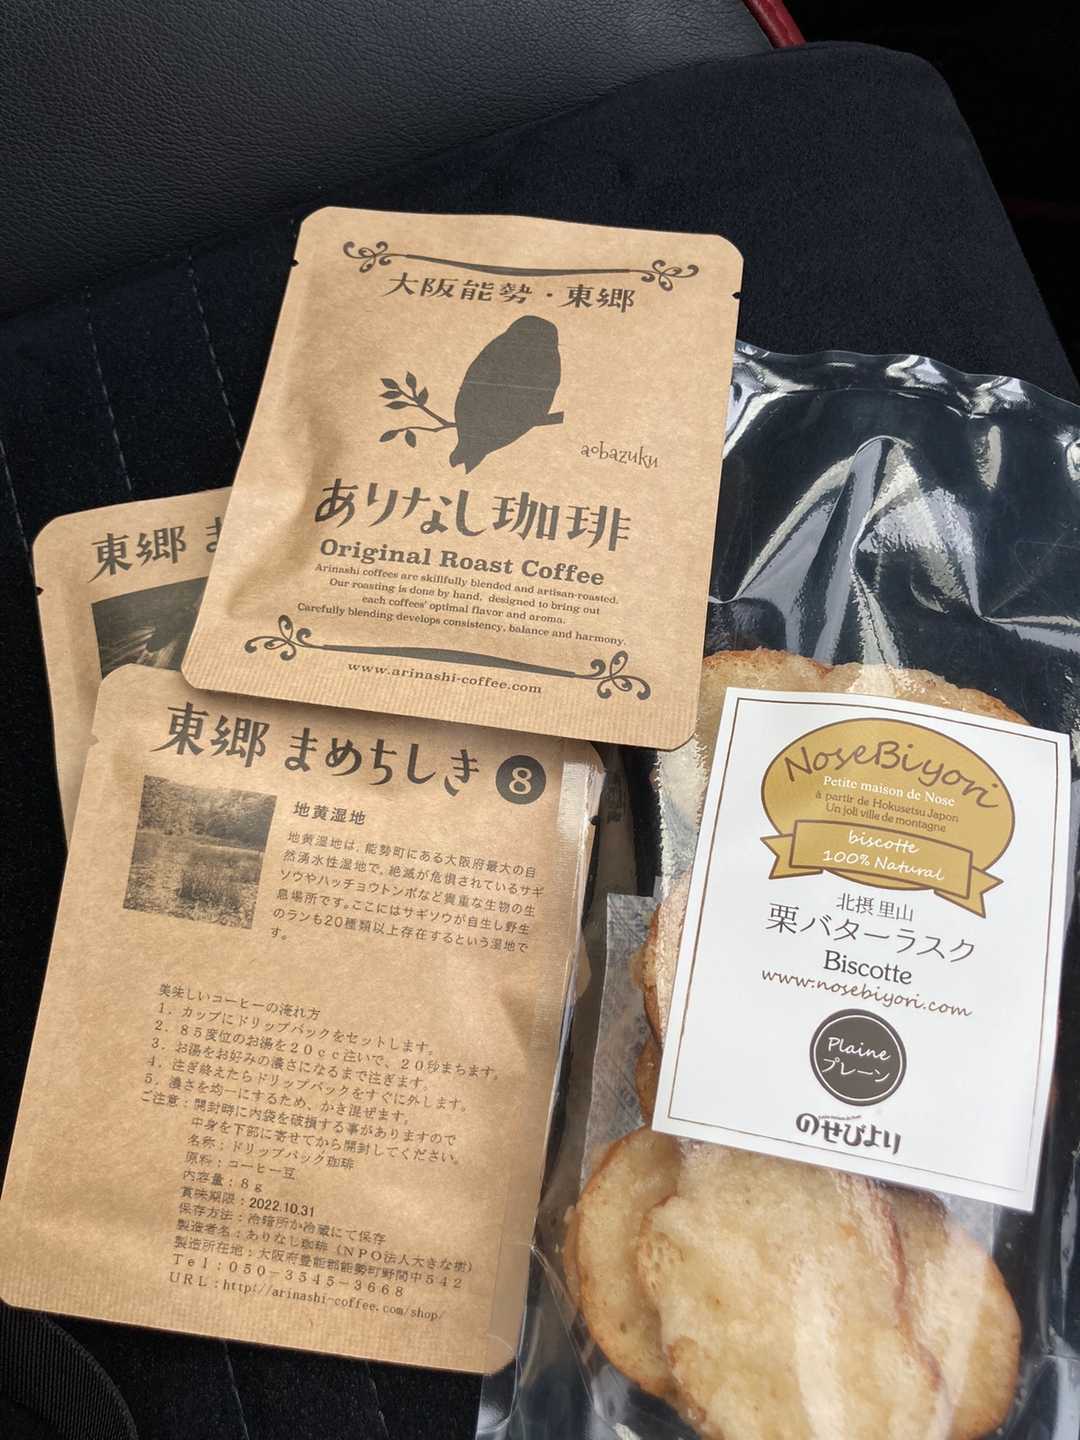 大阪能勢・東郷
aobazuku
ありなし珈琲
Original Roast Coffee
Arinashi coffees are skillfully blended and artisan-roasted.
Our roasting is done by hand, designed to bring out
each coffees' optimal flavor and aroma.
Carefully blending develops consistency, balance and harmony.
www.arinashi-coffee.com
東郷 ま
東郷 まめちしき 8
地黄湿地
地黄湿地は、能勢町にある大阪府最大の自
然湧水性湿地で、絶滅が危惧されているサギ
ソウやハッチョウトンボなど貴重な生物の生
息場所です。ここにはサギソウが自生し野生
のランも20種類以上存在するという湿地で
す。
美味しいコーヒーの淹れ方
1．カップにドリップバックをセットします。
2．85度位のお湯を20cc注いで、20秒まちます。
3．お湯をお好みの濃さになるまで注ぎます。
4．注ぎ終えたらドリップバックをすぐに外します。
5．濃さを均一にするため、かき混ぜます。
ご注意：開封時に内袋を破損する事がありますので
中身を下部に寄せてから開封してください。
名称：ドリップバック珈琲
原料：コーヒー豆
内容量：8g
賞味期限：2022.10.31
保存方法：冷暗所か冷蔵にて保存
製造者名：ありなし珈琲（NPO法人大きな樹）
製造所在地：大阪府豊能郡能勢町野間中542
Tel：050-3545-3668
URL：http://arinashi-coffee.com/shop/
NoseBiyori
Petite maison de Nose
à partir de Hokusetsu Japon
Un joli ville de montagne
biscotte
100% Natural
北摂 里山
栗バターラスク
Biscotte
www.nosebiyori.com
Plaine
プレーン
のせびより